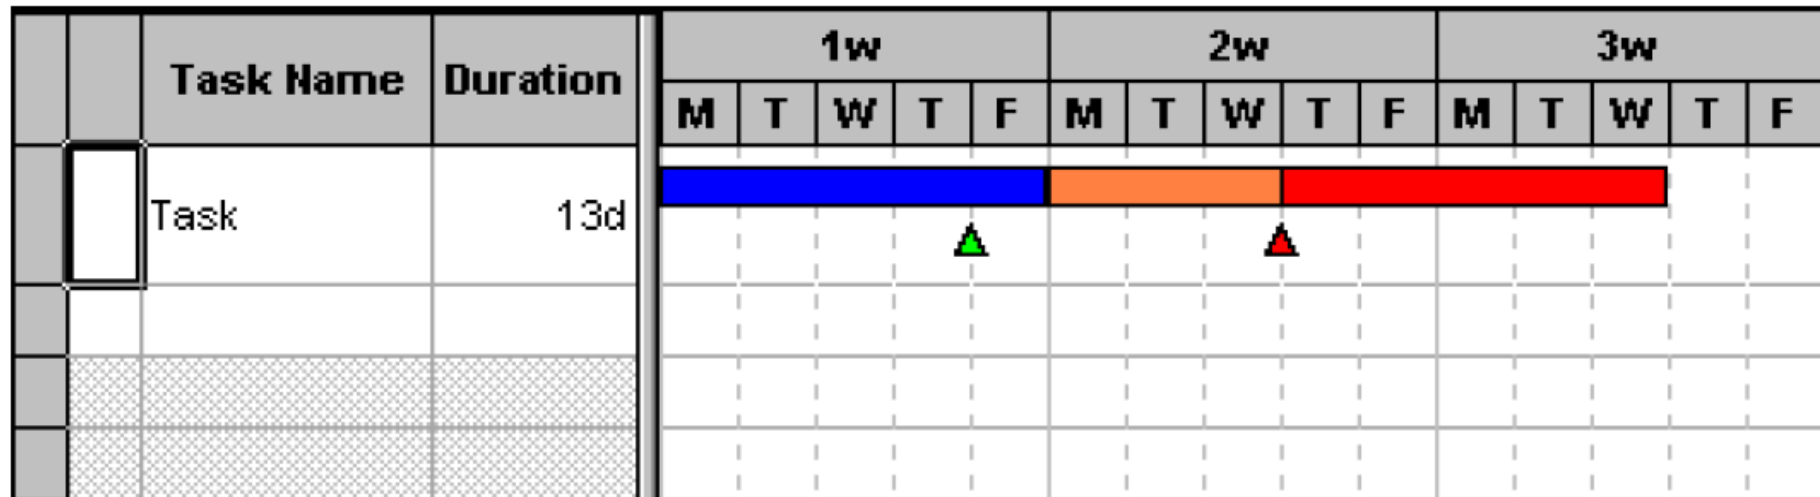 1w 2w 3w
Task Name Duration
M T W T F M T W T F M T W T F
Task 13d